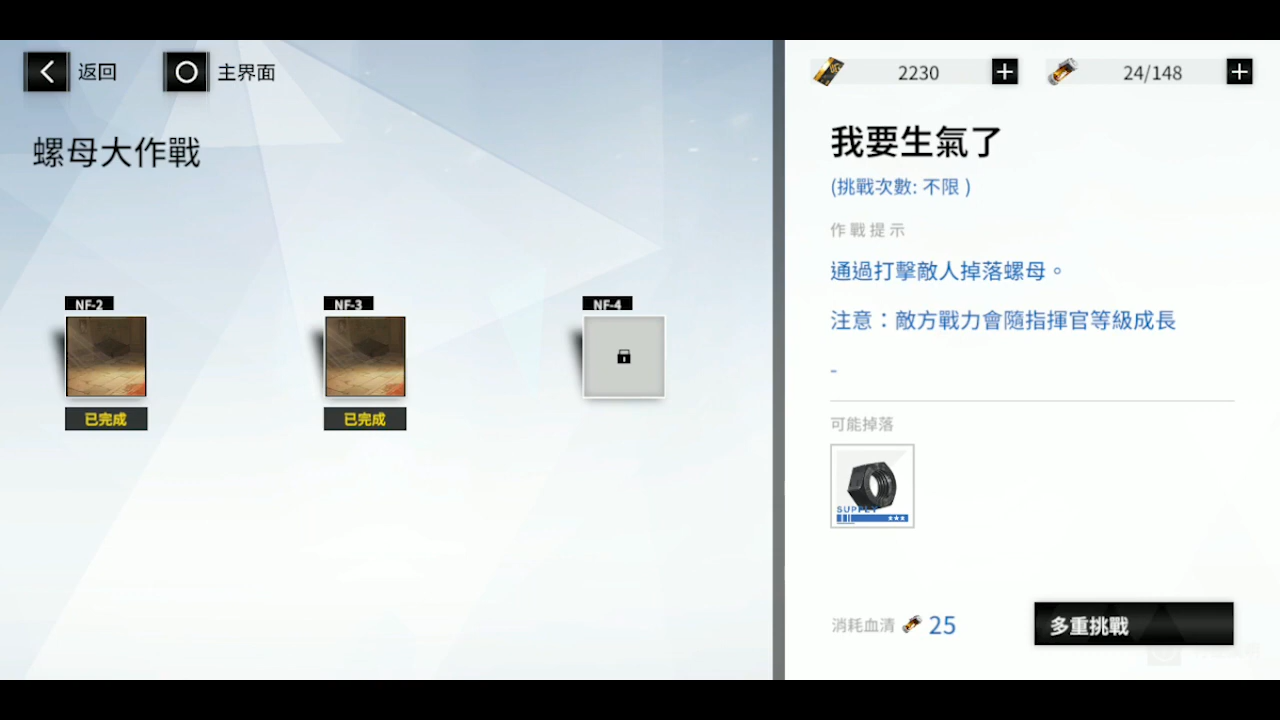 返回
主界面
2230
24/148
螺母大作戰
我要生氣了
(挑戰次數: 不限 )
作戰提示
通過打擊敵人掉落螺母。
注意：敵方戰力會隨指揮官等級成長
-
NF-2
NF-3
NF-4
已完成
已完成
可能掉落
SUPPLY
消耗血清
25
多重挑戰